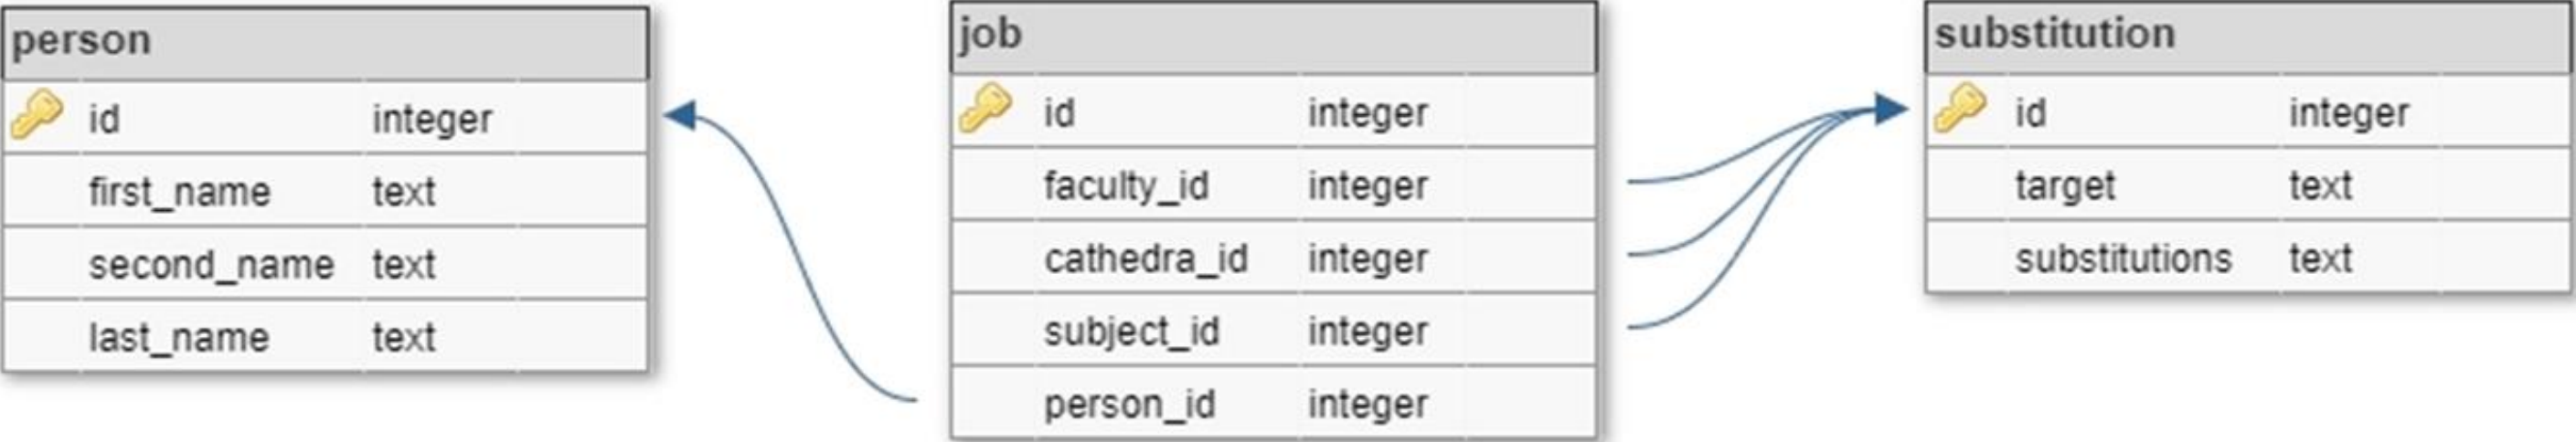 person
id integer
first_name text
second_name text
last_name text
job
id integer
faculty_id integer
cathedra_id integer
subject_id integer
person_id integer
substitution
id integer
target text
substitutions text